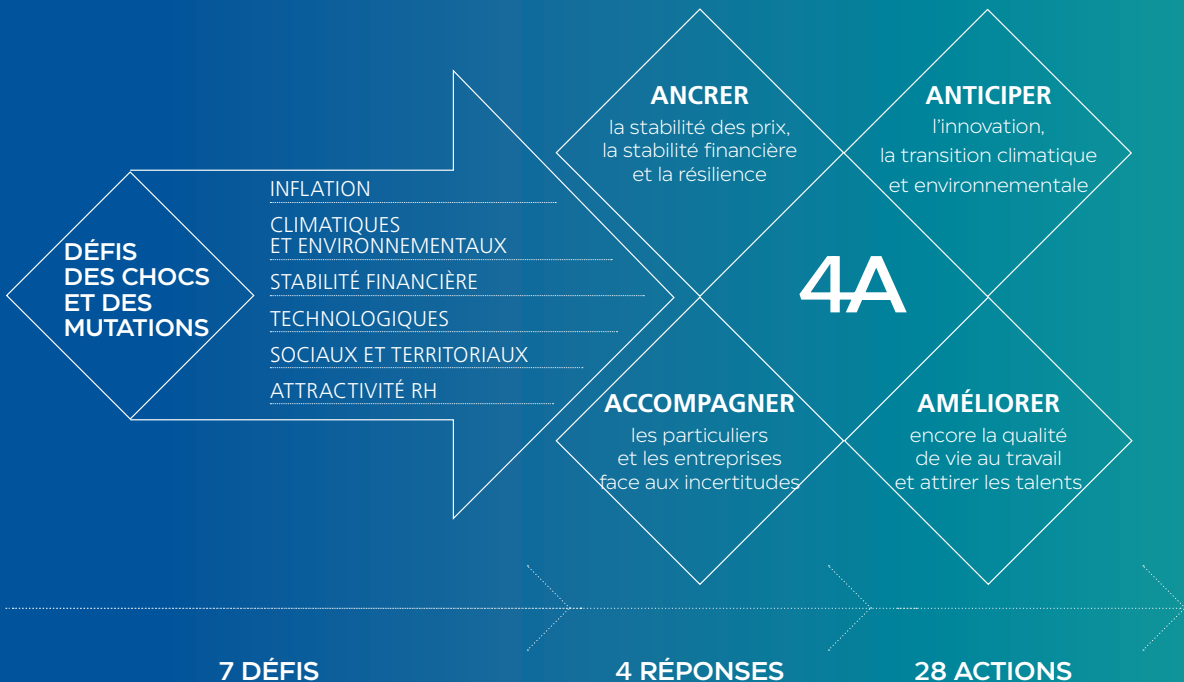 DÉFIS
DES CHOCS
ET DES
MUTATIONS
INFLATION
CLIMATIQUES
ET ENVIRONNEMENTAUX
STABILITÉ FINANCIÈRE
TECHNOLOGIQUES
SOCIAUX ET TERRITORIAUX
ATTRACTIVITÉ RH
ANCRER
la stabilité des prix,
la stabilité financière
et la résilience
ANTICIPER
l'innovation,
la transition climatique
et environnementale
4A
ACCOMPAGNER
les particuliers
et les entreprises
face aux incertitudes
AMÉLIORER
encore la qualité
de vie au travail
et attirer les talents
7 DÉFIS
4 RÉPONSES
28 ACTIONS